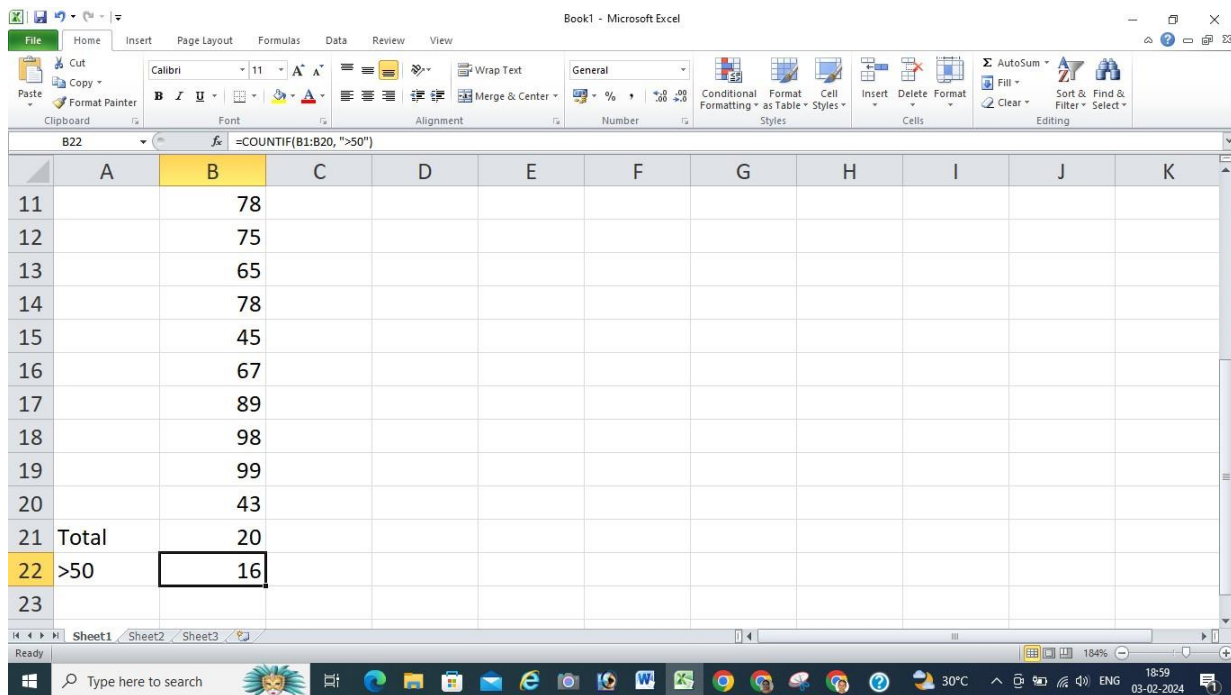 Book1 - Microsoft Excel
File Home Insert Page Layout Formulas Data Review View
Paste
Cut
Copy
Format Painter
Clipboard
Calibri 11
B I U
Font
Wrap Text
Merge & Center
Alignment
General
% ,
Number
Conditional Formatting
Format as Table
Cell Styles
Styles
Insert Delete Format
Cells
Σ AutoSum
Fill
Clear
Sort & Filter
Find & Select
Editing
B22 fx =COUNTIF(B1:B20, ">50")
A B C D E F G H I J K
11 78
12 75
13 65
14 78
15 45
16 67
17 89
18 98
19 99
20 43
21 Total 20
22 >50 16
23
Sheet1 Sheet2 Sheet3
Ready 184%
Type here to search 30°C ENG 18:59
03-02-2024